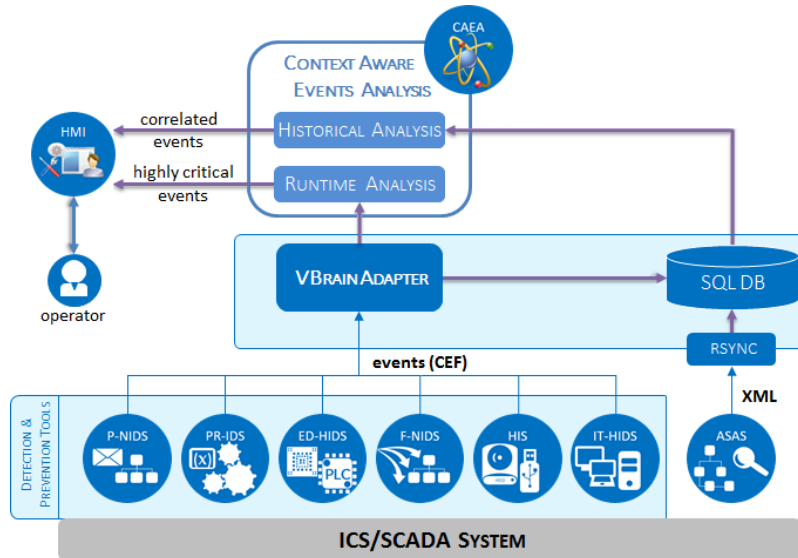 CAEA
CONTEXT AWARE
EVENTS ANALYSIS
correlated
events
HISTORICAL ANALYSIS
HMI
highly critical
events
RUNTIME ANALYSIS
VBRAIN ADAPTER
SQL DB
operator
RSYNC
events (CEF)
XML
DETECTION &
PREVENTION TOOLS
P-NIDS
PR-IDS
ED-HIDS
F-NIDS
HIS
IT-HIDS
ASAS
(x)
PLC
ICS/SCADA SYSTEM